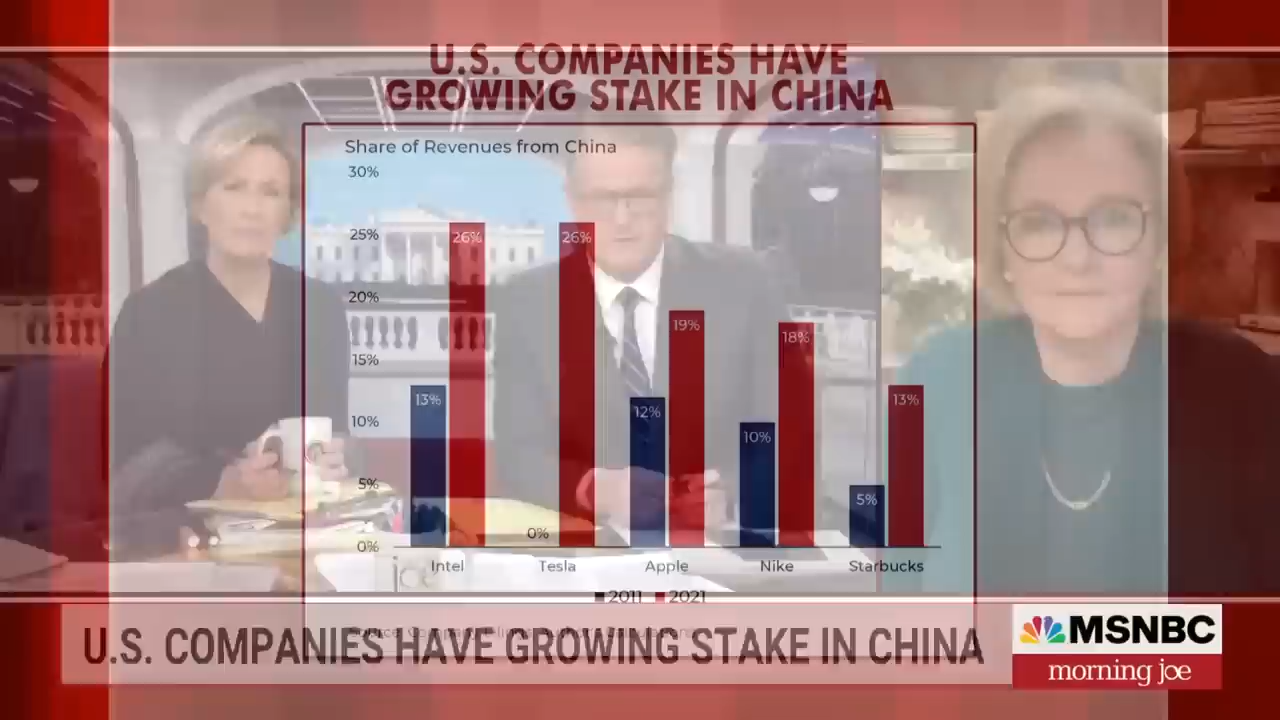 U.S. COMPANIES HAVE
GROWING STAKE IN CHINA
Share of Revenues from China
30%
25%
20%
15%
10%
5%
0%
13%
26%
0%
26%
12%
19%
10%
18%
5%
13%
Intel
Tesla
Apple
Nike
Starbucks
2011 2021
joe
U.S. COMPANIES HAVE GROWING STAKE IN CHINA
MSNBC
morning joe